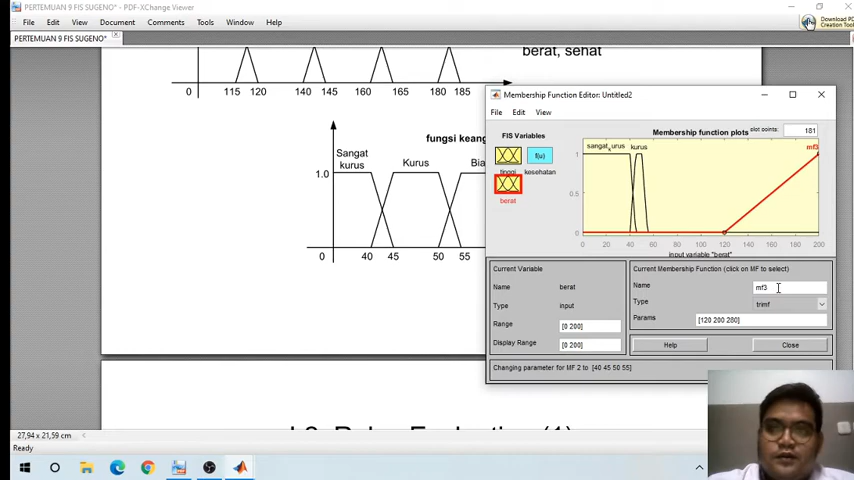 PERTEMUAN 9 FIS SUGENO* - PDF-XChange Viewer
File Edit View Document Comments Tools Window Help
Download PDF
Creation Tools
PERTEMUAN 9 FIS SUGENO*
berat, sehat
0 115 120 140 145 160 165 180 185
fungsi keang
Sangat
kurus
Kurus
Bia
1.0
0 40 45 50 55
27,94 x 21,59 cm
Ready
Membership Function Editor: Untitled2
File Edit View
FIS Variables
f(u)
tinggi kesehatan
berat
Membership function plots
plot points: 181
sangatkurus kurus mf3
1
0.5
0
0 20 40 60 80 100 120 140 160 180 200
input variable "berat"
Current Variable
Name berat
Type input
Range [0 200]
Display Range [0 200]
Current Membership Function (click on MF to select)
Name mf3
Type trimf
Params [120 200 280]
Help Close
Changing parameter for MF 2 to [40 45 50 55]